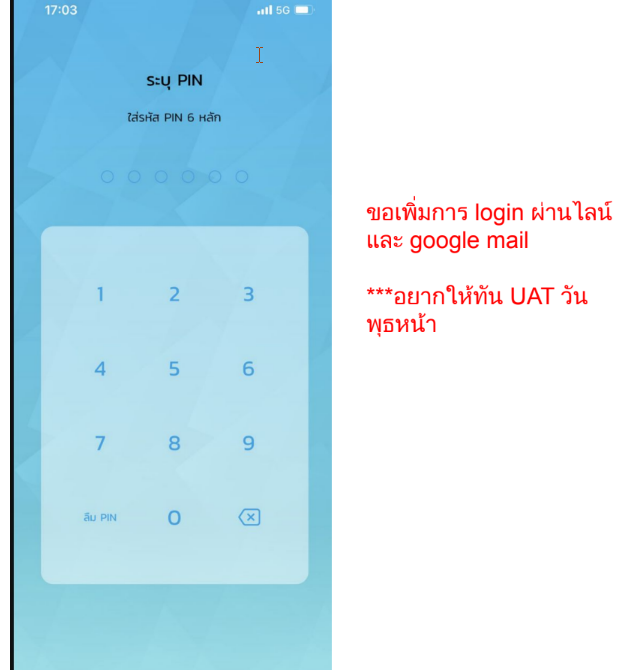 17:03 5G
ระบุ PIN
ใส่รหัส PIN 6 หลัก
1 2 3
4 5 6
7 8 9
ลืม PIN 0
ขอเพิ่มการ login ผ่านไลน์
และ google mail
***อยากให้ทัน UAT วัน
พุธหน้า